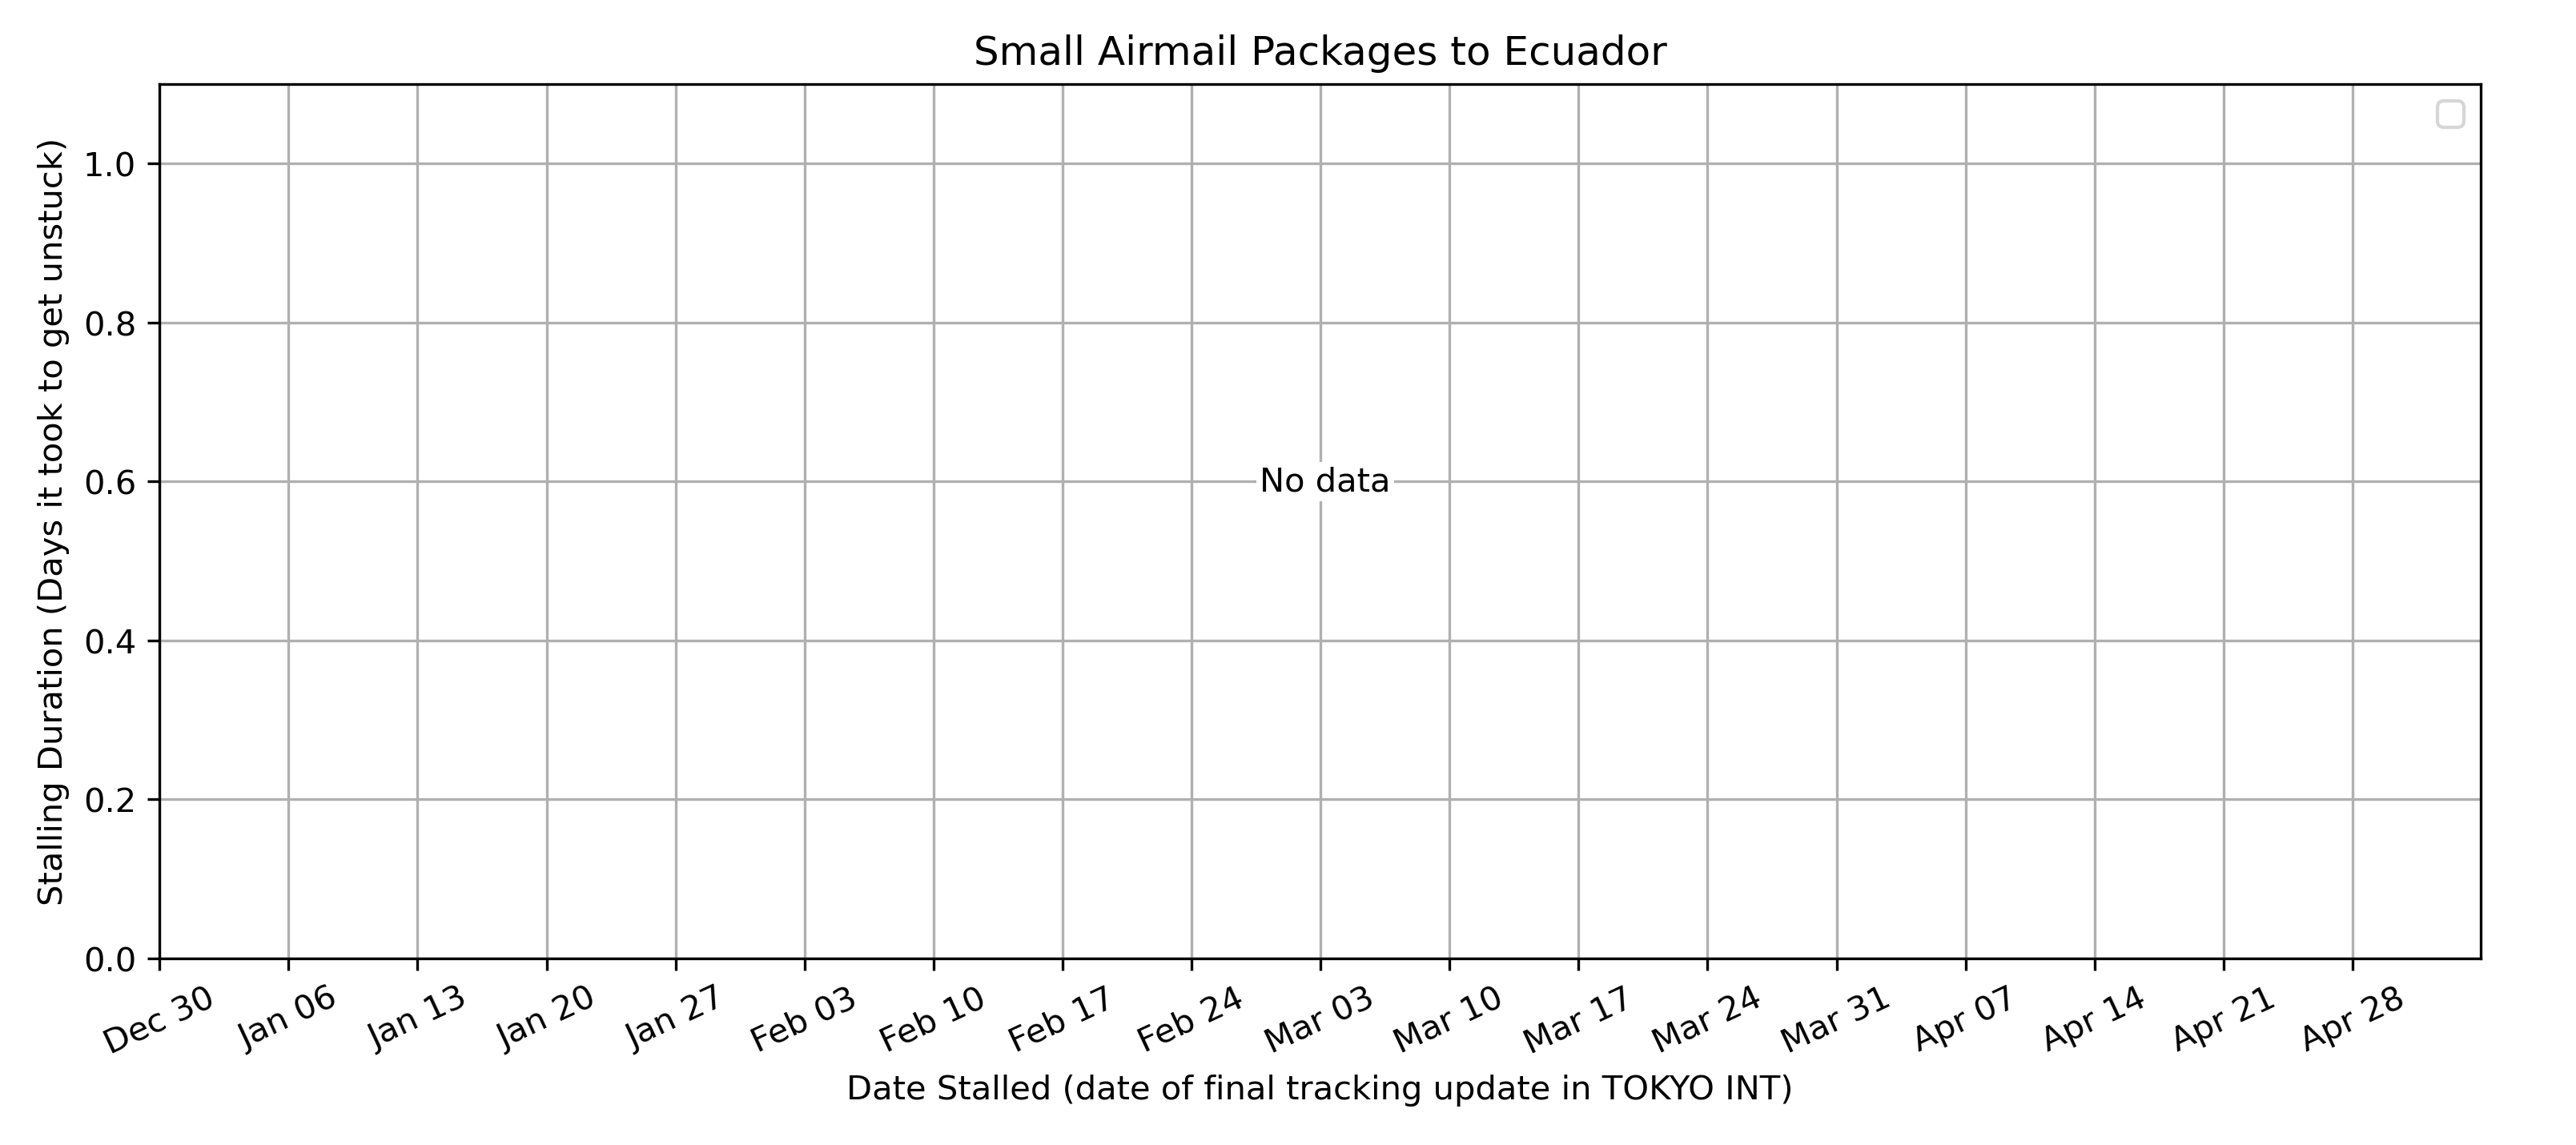 Small Airmail Packages to Ecuador
Stalling Duration (Days it took to get unstuck)
1.0
0.8
0.6
0.4
0.2
0.0
No data
Dec 30
Jan 06
Jan 13
Jan 20
Jan 27
Feb 03
Feb 10
Feb 17
Feb 24
Mar 03
Mar 10
Mar 17
Mar 24
Mar 31
Apr 07
Apr 14
Apr 21
Apr 28
Date Stalled (date of final tracking update in TOKYO INT)